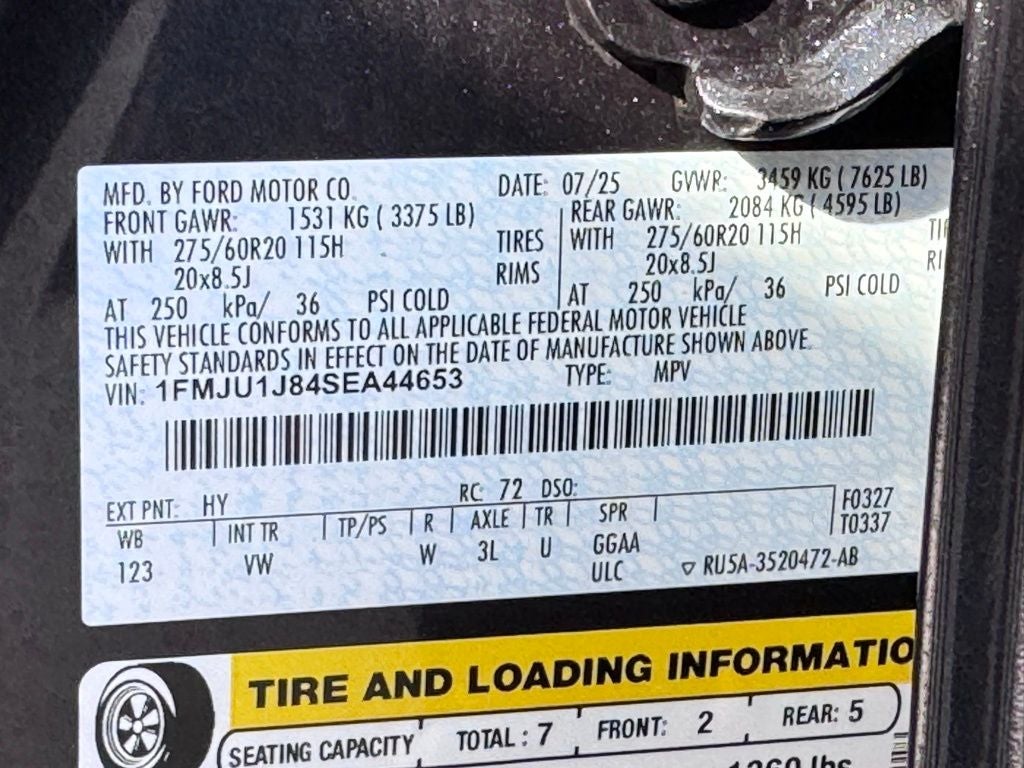 MFD. BY FORD MOTOR CO. DATE: 07/25 GVWR: 3459 KG ( 7625 LB)
FRONT GAWR: 1531 KG ( 3375 LB) REAR GAWR: 2084 KG ( 4595 LB)
WITH 275/60R20 115H TIRES WITH 275/60R20 115H
20x8.5J RIMS 20x8.5J
AT 250 kPa/ 36 PSI COLD AT 250 kPa/ 36 PSI COLD
THIS VEHICLE CONFORMS TO ALL APPLICABLE FEDERAL MOTOR VEHICLE
SAFETY STANDARDS IN EFFECT ON THE DATE OF MANUFACTURE SHOWN ABOVE.
VIN: 1FMJU1J84SEA44653 TYPE: MPV
EXT PNT: HY RC: 72 DSO: F0327
WB INT TR TP/PS R AXLE TR SPR T0337
123 VW W 3L U GGAA
ULC ▽ RU5A-3520472-AB
TIRE AND LOADING INFORMATIO
SEATING CAPACITY TOTAL : 7 FRONT: 2 REAR: 5